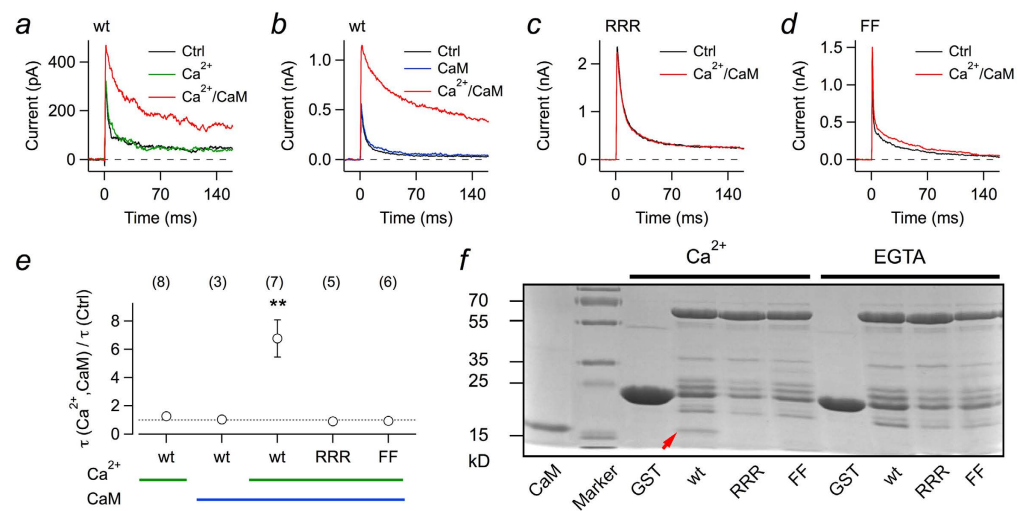 a
wt
Current (pA)
400
200
0
0
70
140
Time (ms)
Ctrl
Ca2+
Ca2+/CaM
b
wt
Current (nA)
1.0
0.5
0.0
0
70
140
Time (ms)
Ctrl
CaM
Ca2+/CaM
c
RRR
Current (nA)
2
1
0
0
70
140
Time (ms)
Ctrl
Ca2+/CaM
d
FF
Current (nA)
1.5
1.0
0.5
0.0
0
70
140
Time (ms)
Ctrl
Ca2+/CaM
e
(8) (3) (7) (5) (6)
**
τ (Ca2+,CaM) / τ (Ctrl)
8
6
4
2
0
wt wt wt RRR FF
Ca2+
CaM
f
Ca2+ EGTA
70
55
35
25
15
kD
CaM Marker GST wt RRR FF GST wt RRR FF